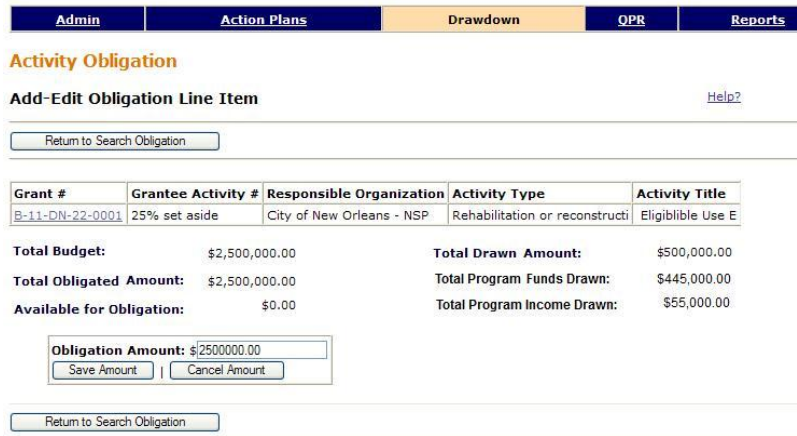 Admin Action Plans Drawdown QPR Reports
Activity Obligation
Add-Edit Obligation Line Item Help?
Return to Search Obligation
Grant # Grantee Activity # Responsible Organization Activity Type Activity Title
B-11-DN-22-0001 25% set aside City of New Orleans - NSP Rehabilitation or reconstructi Eligiblible Use E
Total Budget: $2,500,000.00 Total Drawn Amount: $500,000.00
Total Obligated Amount: $2,500,000.00 Total Program Funds Drawn: $445,000.00
Available for Obligation: $0.00 Total Program Income Drawn: $55,000.00
Obligation Amount: $2500000.00
Save Amount | Cancel Amount
Return to Search Obligation